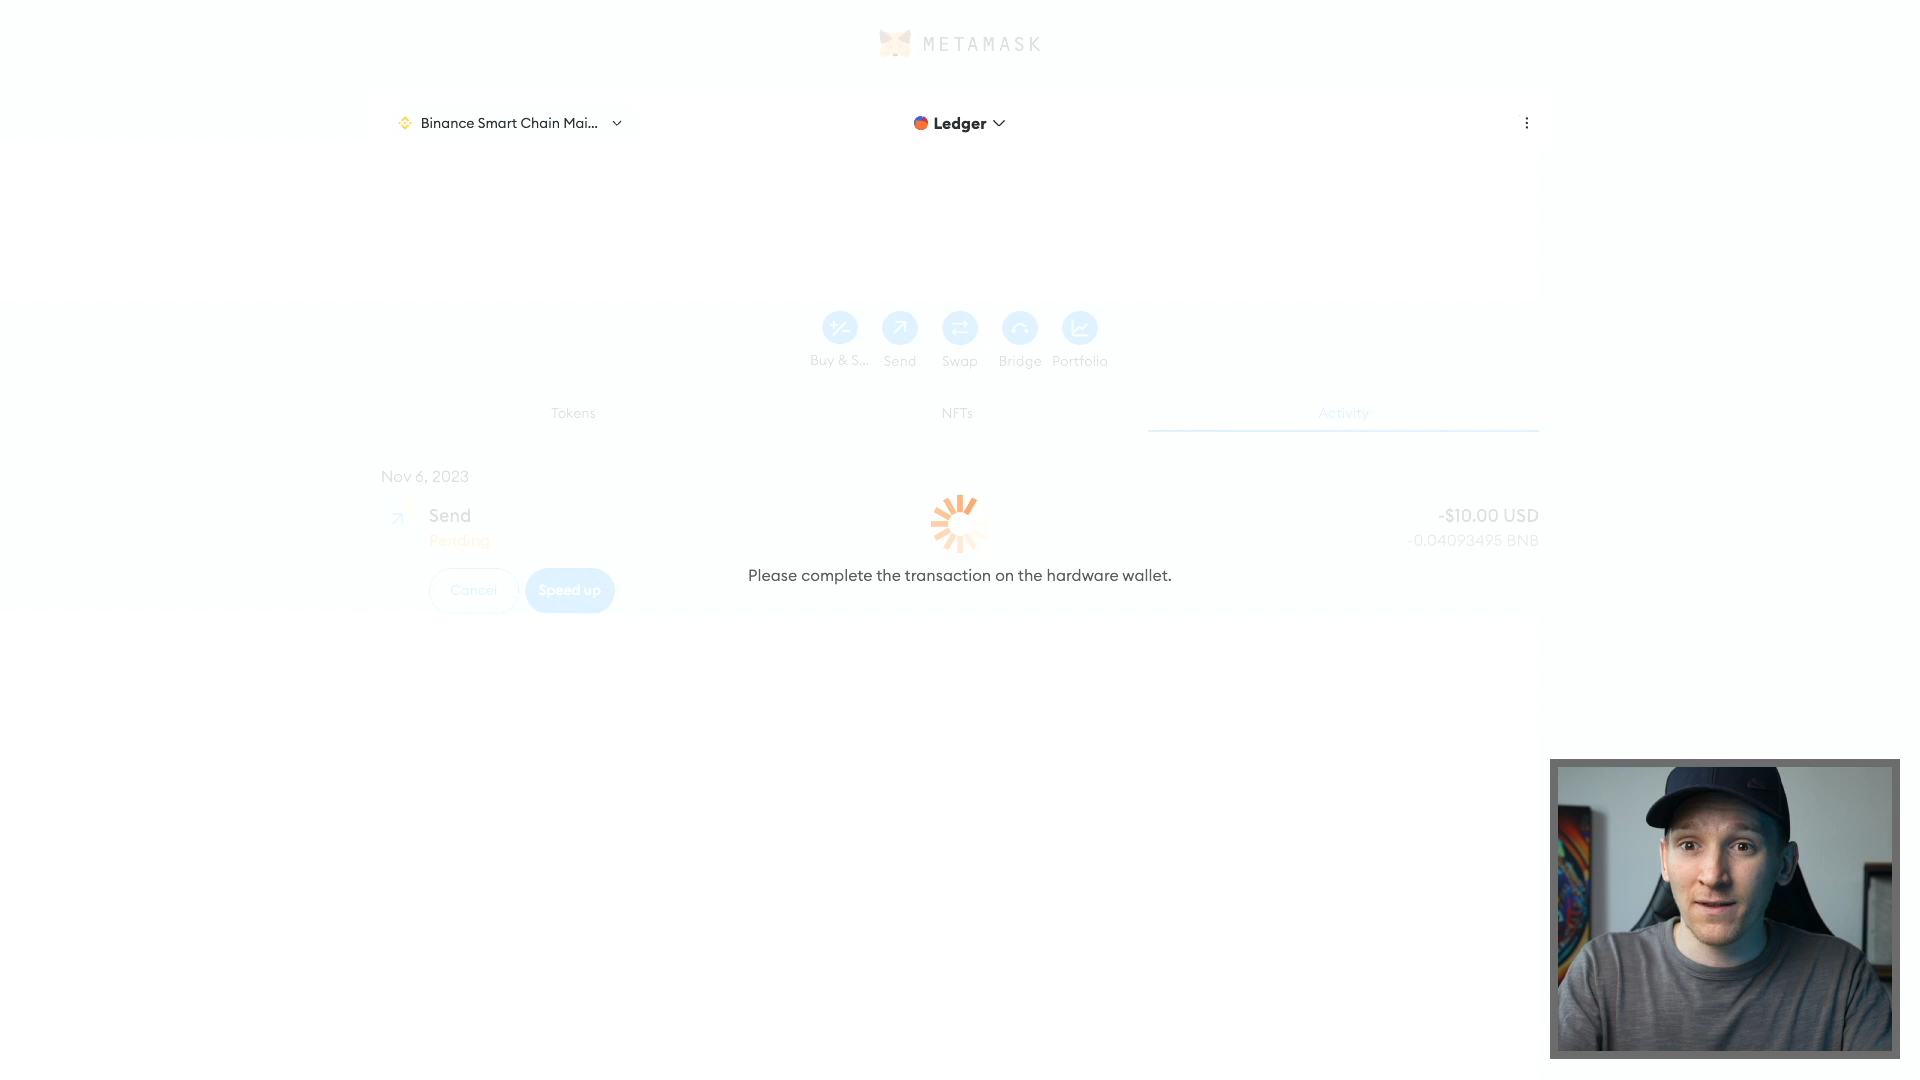 METAMASK
Binance Smart Chain Mai...
Ledger
Buy & S...
Send
Swap
Bridge
Portfolio
Tokens
NFTs
Activity
Nov 6, 2023
Send
-$10.00 USD
Pending
-0.04093495 BNB
Please complete the transaction on the hardware wallet.
Cancel
Speed up